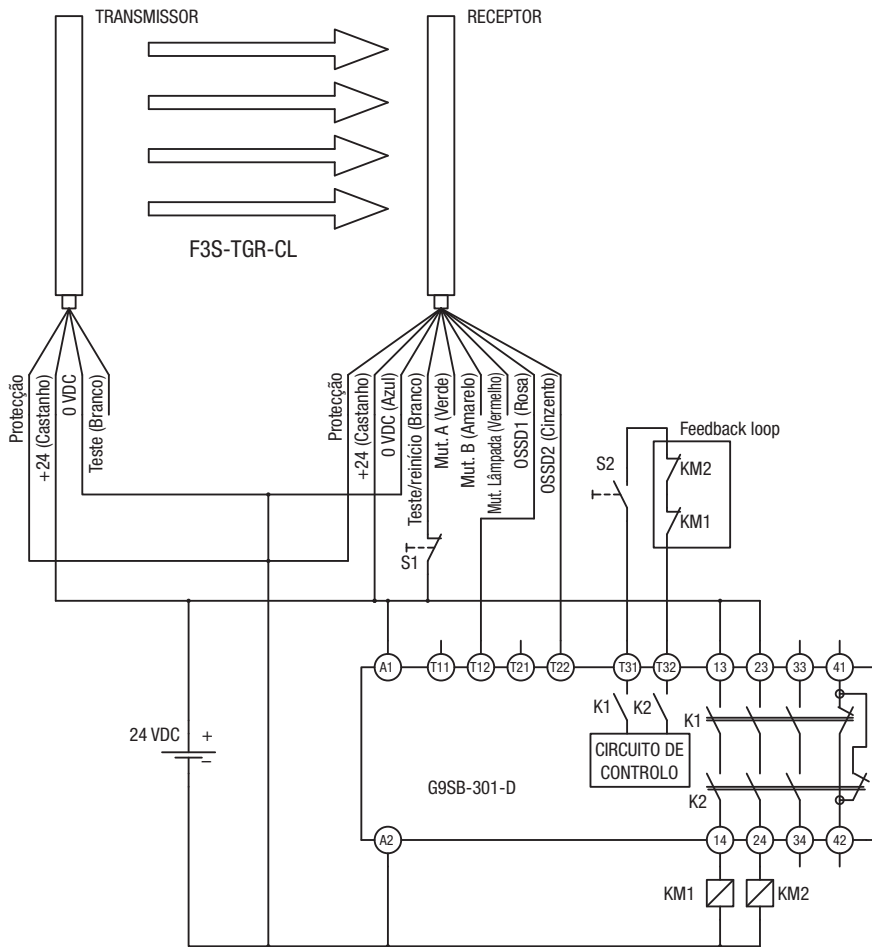 TRANSMISSOR
RECEPTOR
F3S-TGR-CL
Protecção
+24 (Castanho)
0 VDC
Teste (Branco)
Protecção
+24 (Castanho)
0 VDC (Azul)
Teste/reinício (Branco)
Mut. A (Verde)
Mut. B (Amarelo)
Mut. Lâmpada (Vermelho)
OSSD1 (Rosa)
OSSD2 (Cinzento)
Feedback loop
S2
KM2
KM1
S1
A1
T11
T12
T21
T22
T31
T32
13
23
33
41
K1
K2
K1
24 VDC
+
–
CIRCUITO DE
CONTROLO
G9SB-301-D
K2
A2
14
24
34
42
KM1
KM2